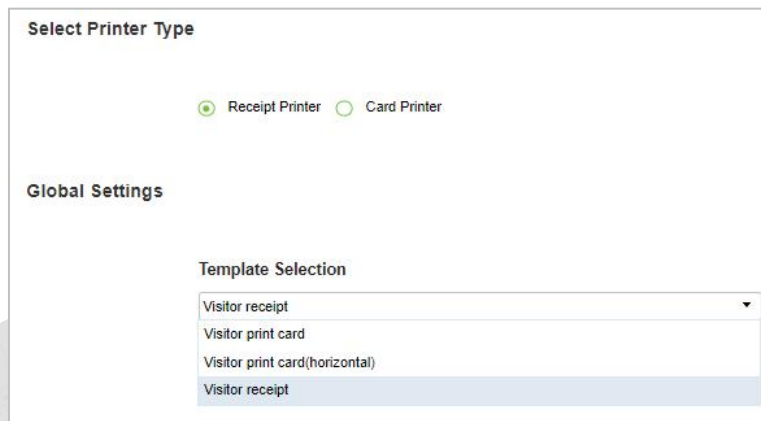 Select Printer Type
Receipt Printer Card Printer
Global Settings
Template Selection
Visitor receipt
Visitor print card
Visitor print card(horizontal)
Visitor receipt